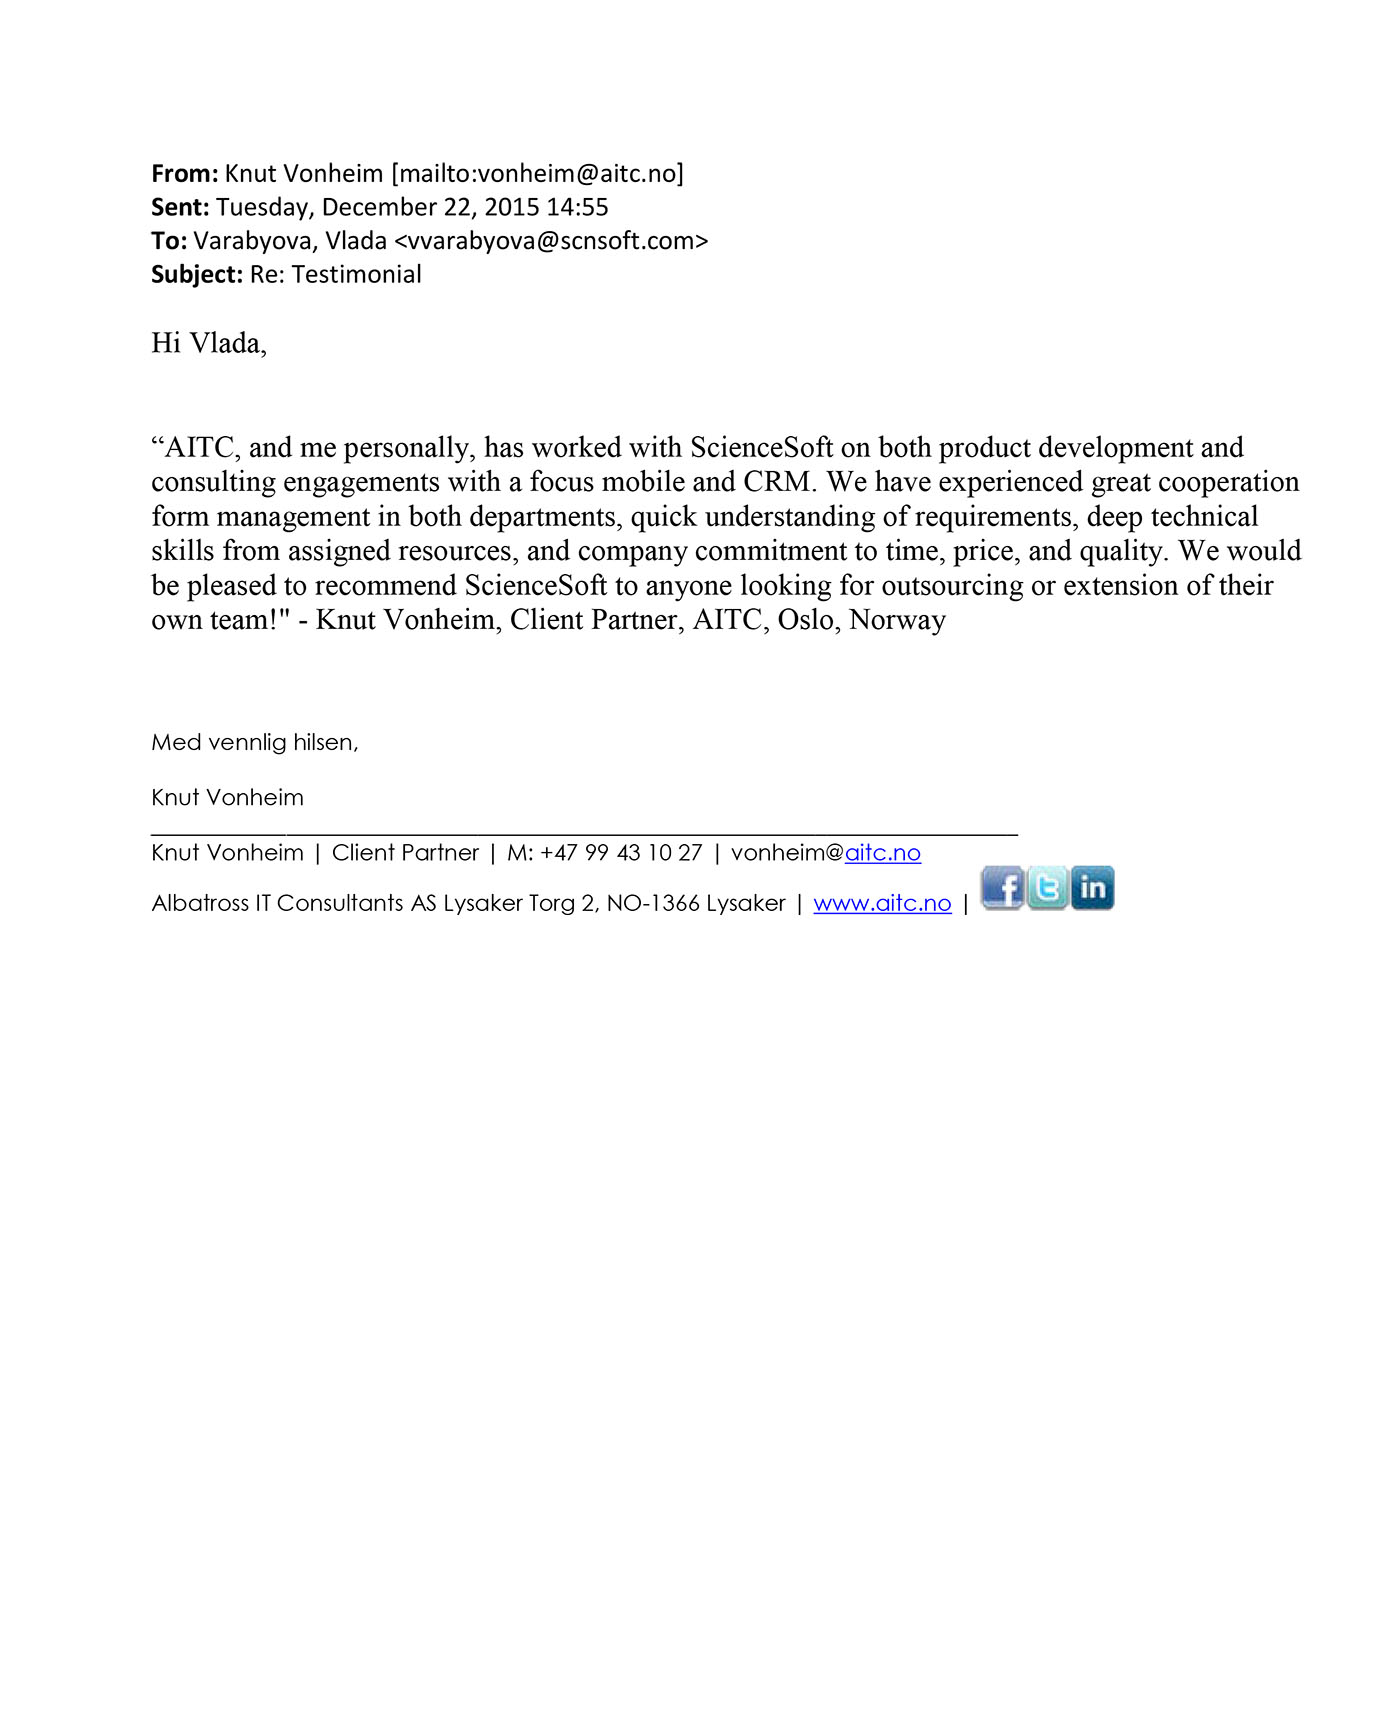 From: Knut Vonheim [mailto:vonheim@aitc.no]
Sent: Tuesday, December 22, 2015 14:55
To: Varabyova, Vlada <vvarabyova@scnsoft.com>
Subject: Re: Testimonial
Hi Vlada,
“AITC, and me personally, has worked with ScienceSoft on both product development and
consulting engagements with a focus mobile and CRM. We have experienced great cooperation
form management in both departments, quick understanding of requirements, deep technical
skills from assigned resources, and company commitment to time, price, and quality. We would
be pleased to recommend ScienceSoft to anyone looking for outsourcing or extension of their
own team!" - Knut Vonheim, Client Partner, AITC, Oslo, Norway
Med vennlig hilsen,
Knut Vonheim
Knut Vonheim | Client Partner | M: +47 99 43 10 27 | vonheim@aitc.no
Albatross IT Consultants AS Lysaker Torg 2, NO-1366 Lysaker | www.aitc.no | f t in